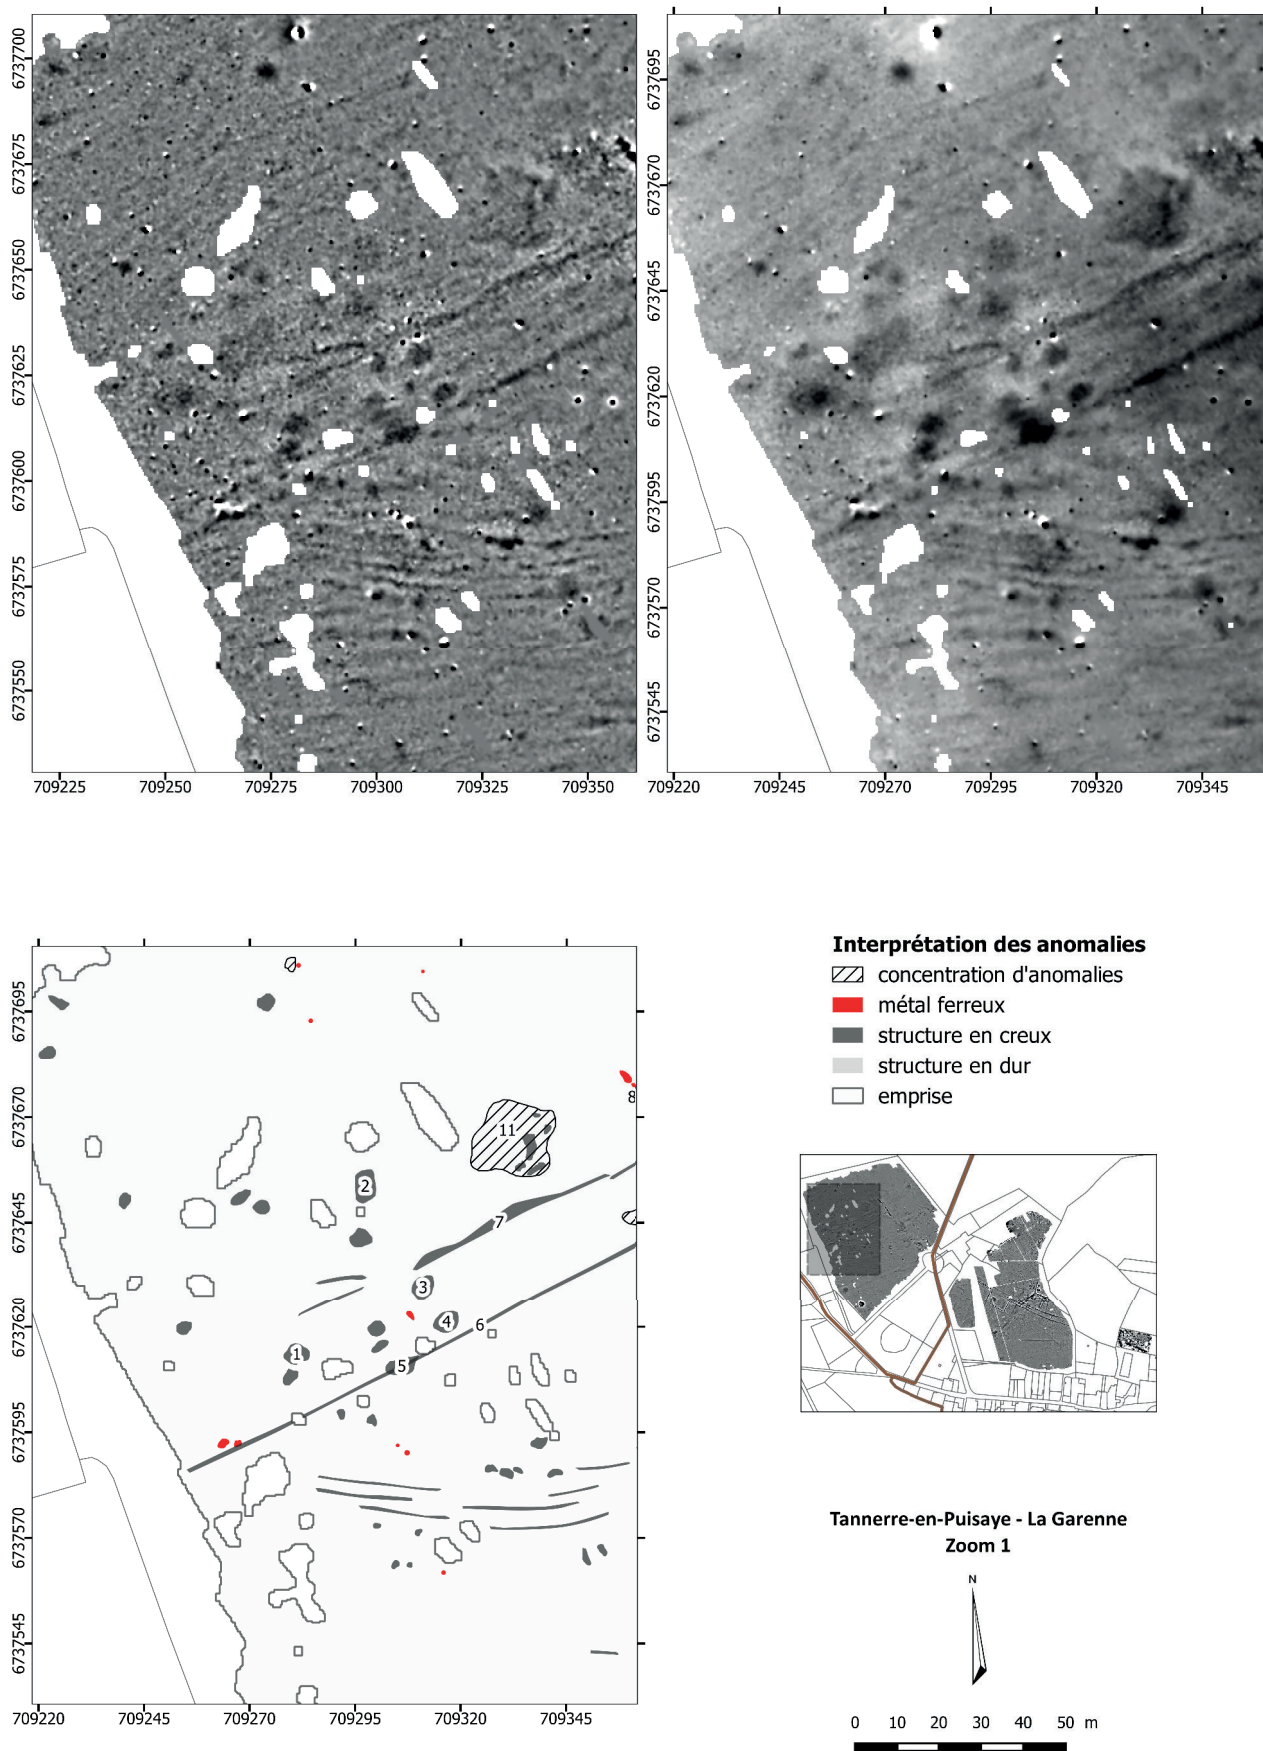 6737700
6737675
6737650
6737625
6737600
6737575
6737550
709225 709250 709275 709300 709325 709350
6737695
6737670
6737645
6737620
6737595
6737570
6737545
709220 709245 709270 709295 709320 709345
6737695
6737670
6737645
6737620
6737595
6737570
6737545
709220 709245 709270 709295 709320 709345
8
11
2
7
3
4
6
1
5
Interprétation des anomalies
concentration d'anomalies
métal ferreux
structure en creux
structure en dur
emprise
Tannerre-en-Puisaye - La Garenne
Zoom 1
N
0 10 20 30 40 50 m